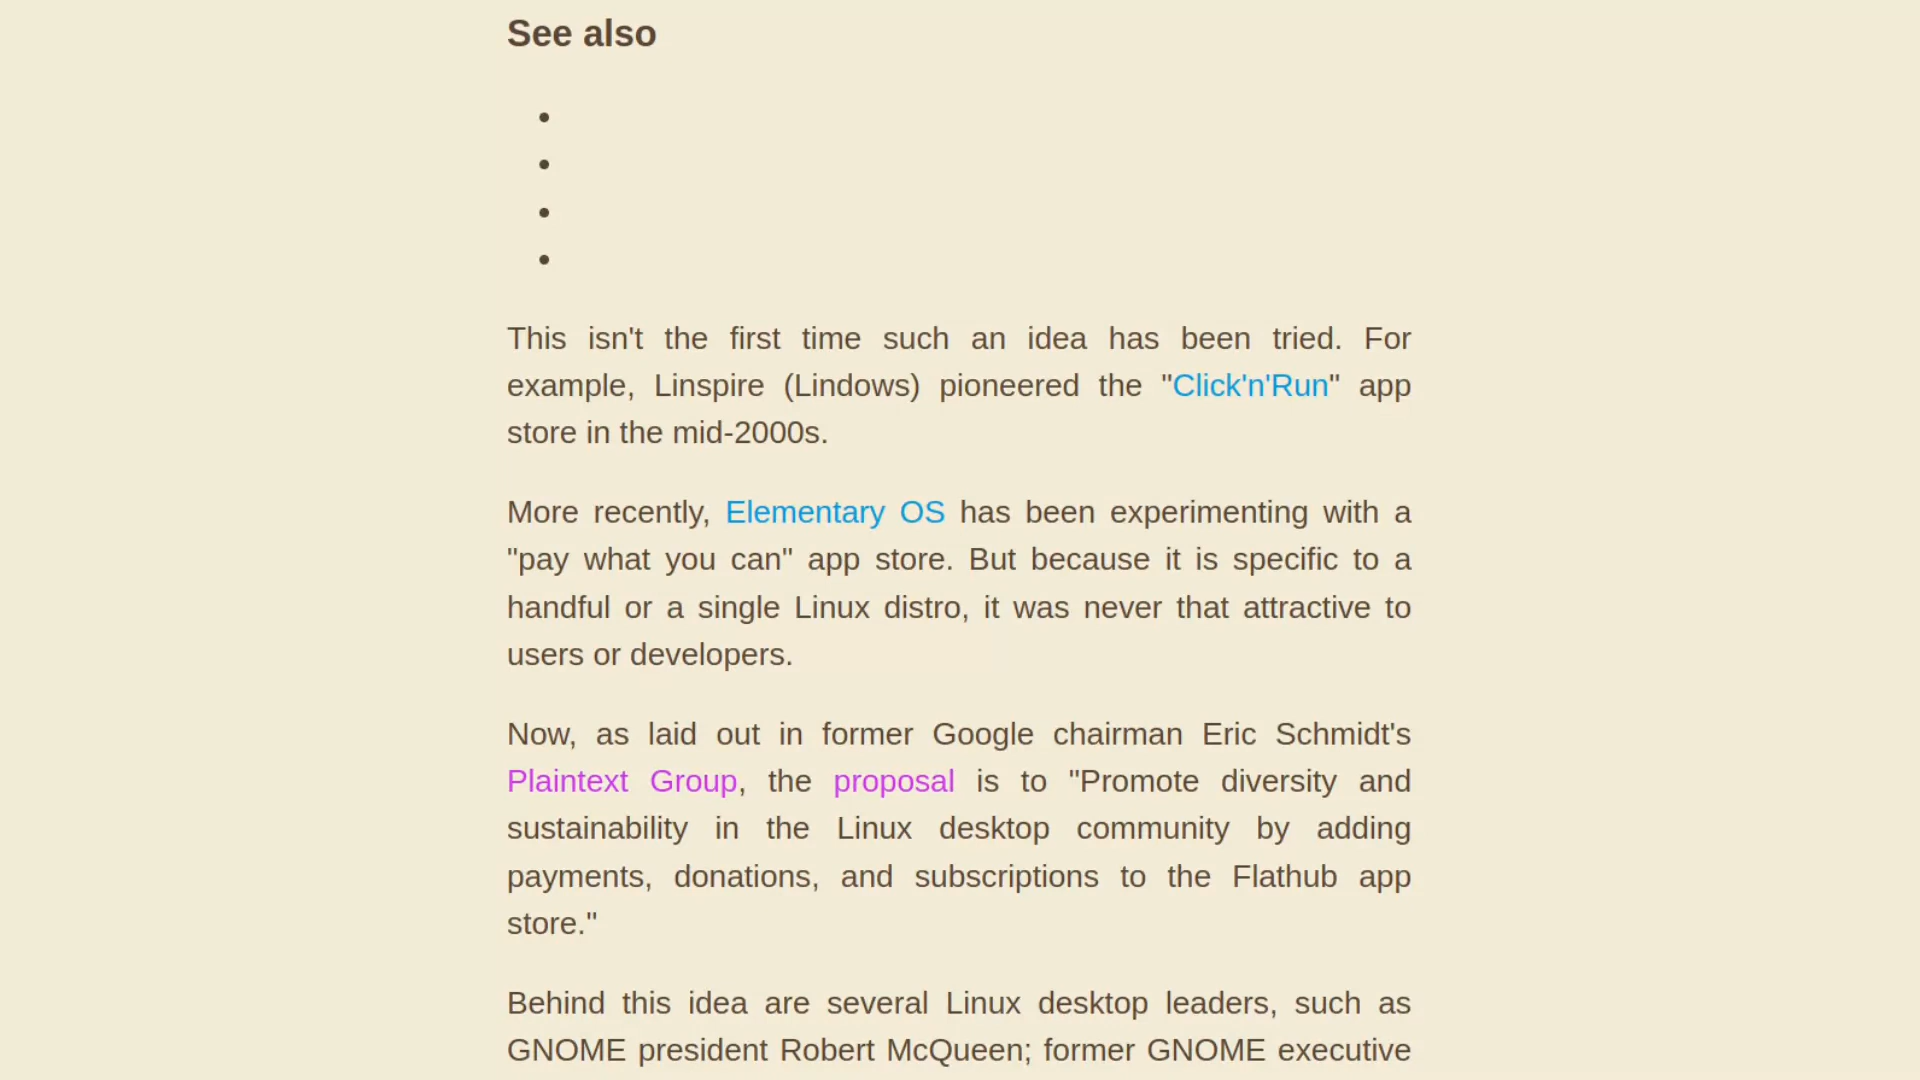 See also
This isn't the first time such an idea has been tried. For
example, Linspire (Lindows) pioneered the "Click'n'Run" app
store in the mid-2000s.
More recently, Elementary OS has been experimenting with a
"pay what you can" app store. But because it is specific to a
handful or a single Linux distro, it was never that attractive to
users or developers.
Now, as laid out in former Google chairman Eric Schmidt's
Plaintext Group, the proposal is to "Promote diversity and
sustainability in the Linux desktop community by adding
payments, donations, and subscriptions to the Flathub app
store."
Behind this idea are several Linux desktop leaders, such as
GNOME president Robert McQueen; former GNOME executive